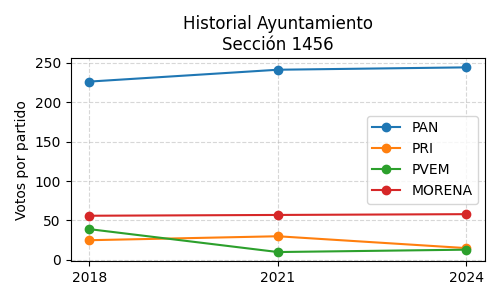 Historial Ayuntamiento
Sección 1456
Votos por partido
250
200
150
100
50
0
PAN
PRI
PVEM
MORENA
2018 2021 2024